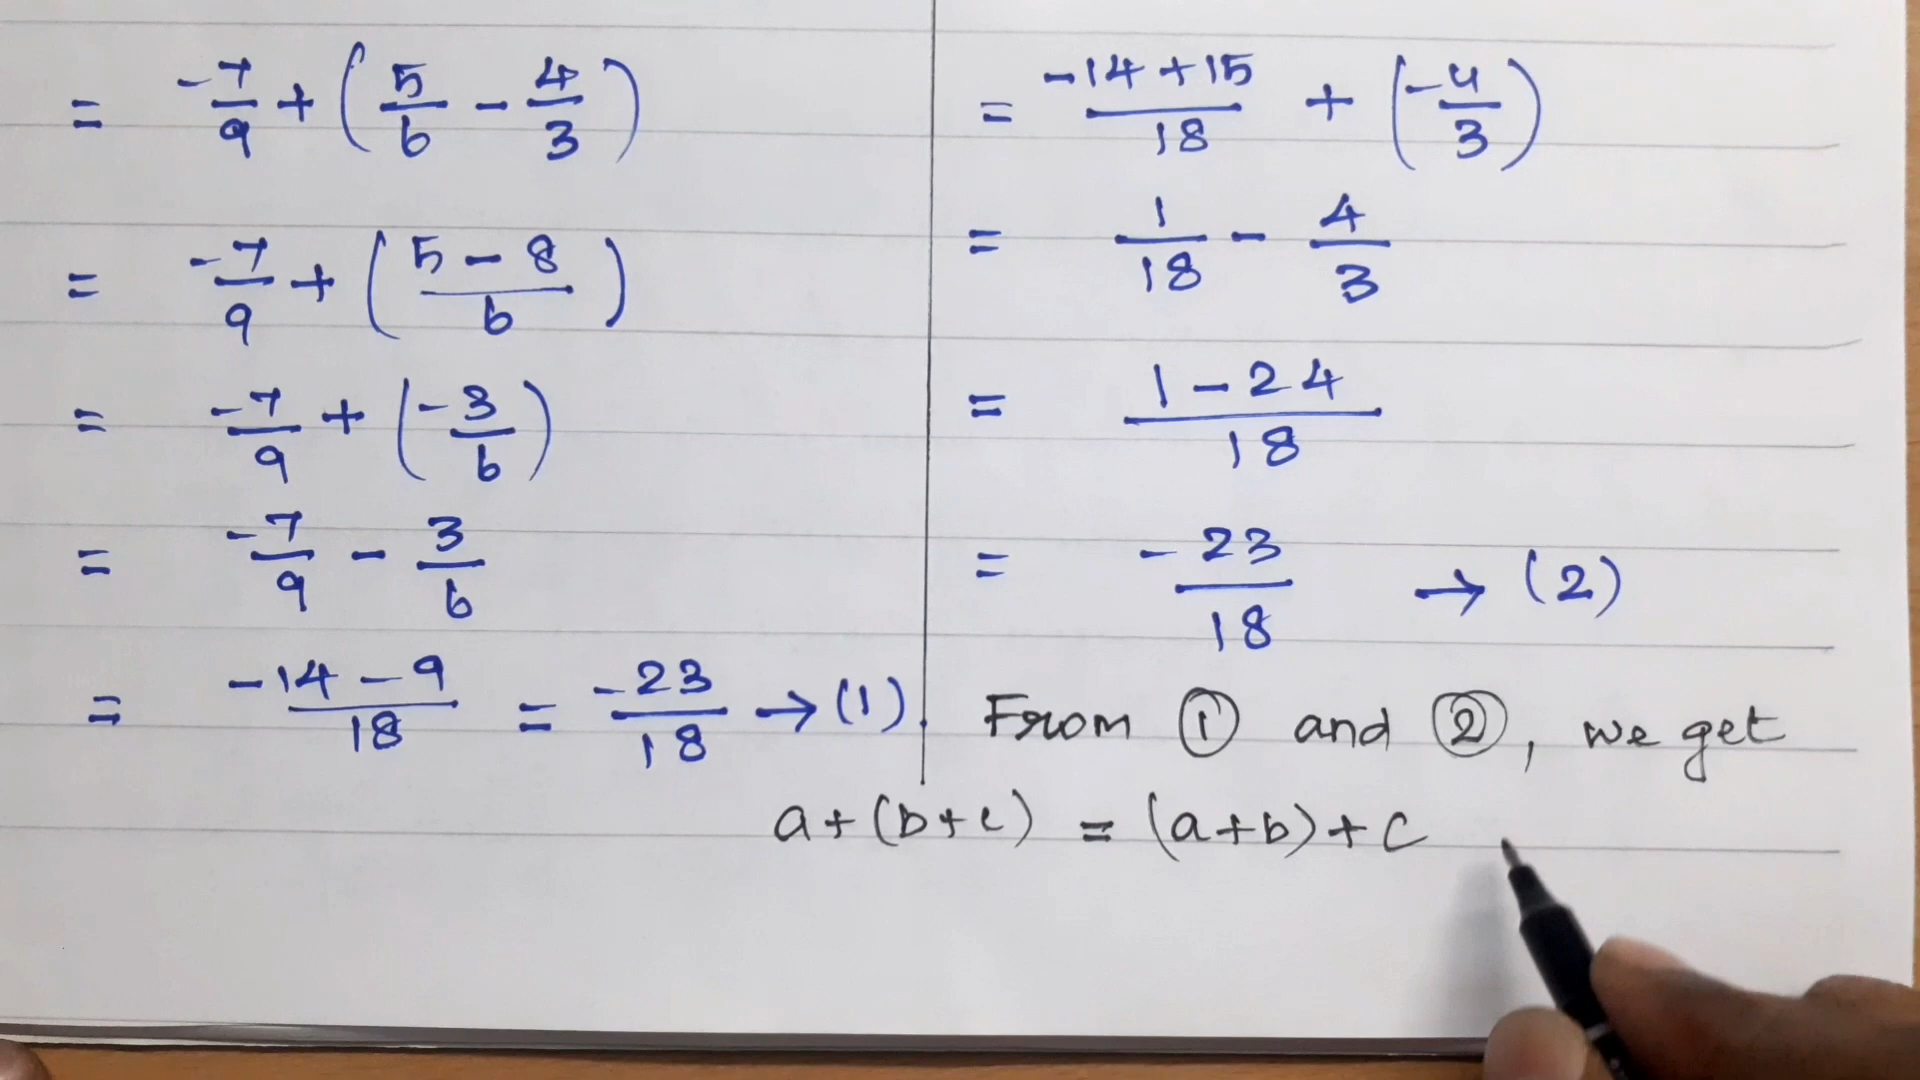 = -7/9 + (5/6 - 4/3)
= -7/9 + (5 - 8/6)
= -7/9 + (-3/6)
= -7/9 - 3/6
= -14 - 9/18 = -23/18 → (1)
= -14 + 15/18 + (-4/3)
= 1/18 - 4/3
= 1 - 24/18
= -23/18 → (2)
From ① and ②, we get
a + (b + c) = (a + b) + c